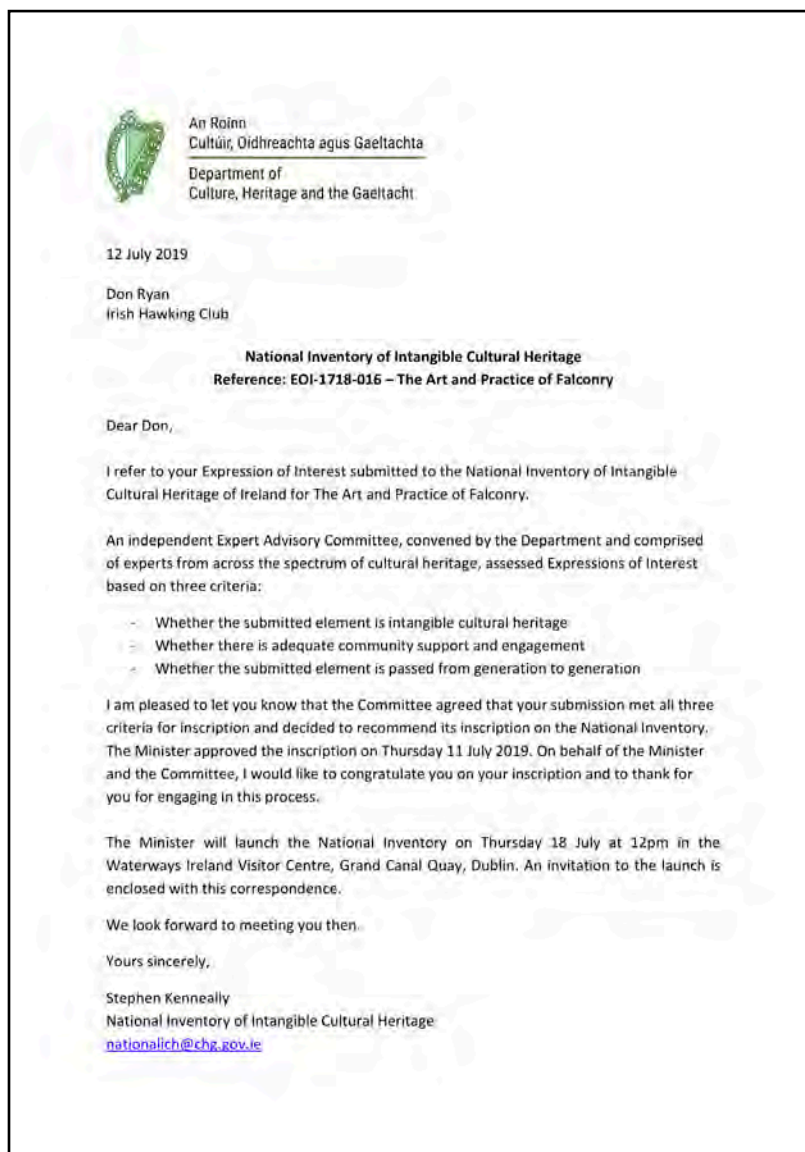 An Roinn
Cultúir, Oidhreachta agus Gaeltachta
Department of
Culture, Heritage and the Gaeltacht
12 July 2019
Don Ryan
Irish Hawking Club
National Inventory of Intangible Cultural Heritage
Reference: EOI-1718-016 – The Art and Practice of Falconry
Dear Don,
I refer to your Expression of Interest submitted to the National Inventory of Intangible
Cultural Heritage of Ireland for The Art and Practice of Falconry.
An independent Expert Advisory Committee, convened by the Department and comprised
of experts from across the spectrum of cultural heritage, assessed Expressions of Interest
based on three criteria:
- Whether the submitted element is intangible cultural heritage
- Whether there is adequate community support and engagement
- Whether the submitted element is passed from generation to generation
I am pleased to let you know that the Committee agreed that your submission met all three
criteria for inscription and decided to recommend its inscription on the National Inventory.
The Minister approved the inscription on Thursday 11 July 2019. On behalf of the Minister
and the Committee, I would like to congratulate you on your inscription and to thank for
you for engaging in this process.
The Minister will launch the National Inventory on Thursday 18 July at 12pm in the
Waterways Ireland Visitor Centre, Grand Canal Quay, Dublin. An invitation to the launch is
enclosed with this correspondence.
We look forward to meeting you then.
Yours sincerely,
Stephen Kenneally
National Inventory of Intangible Cultural Heritage
nationalich@chg.gov.ie